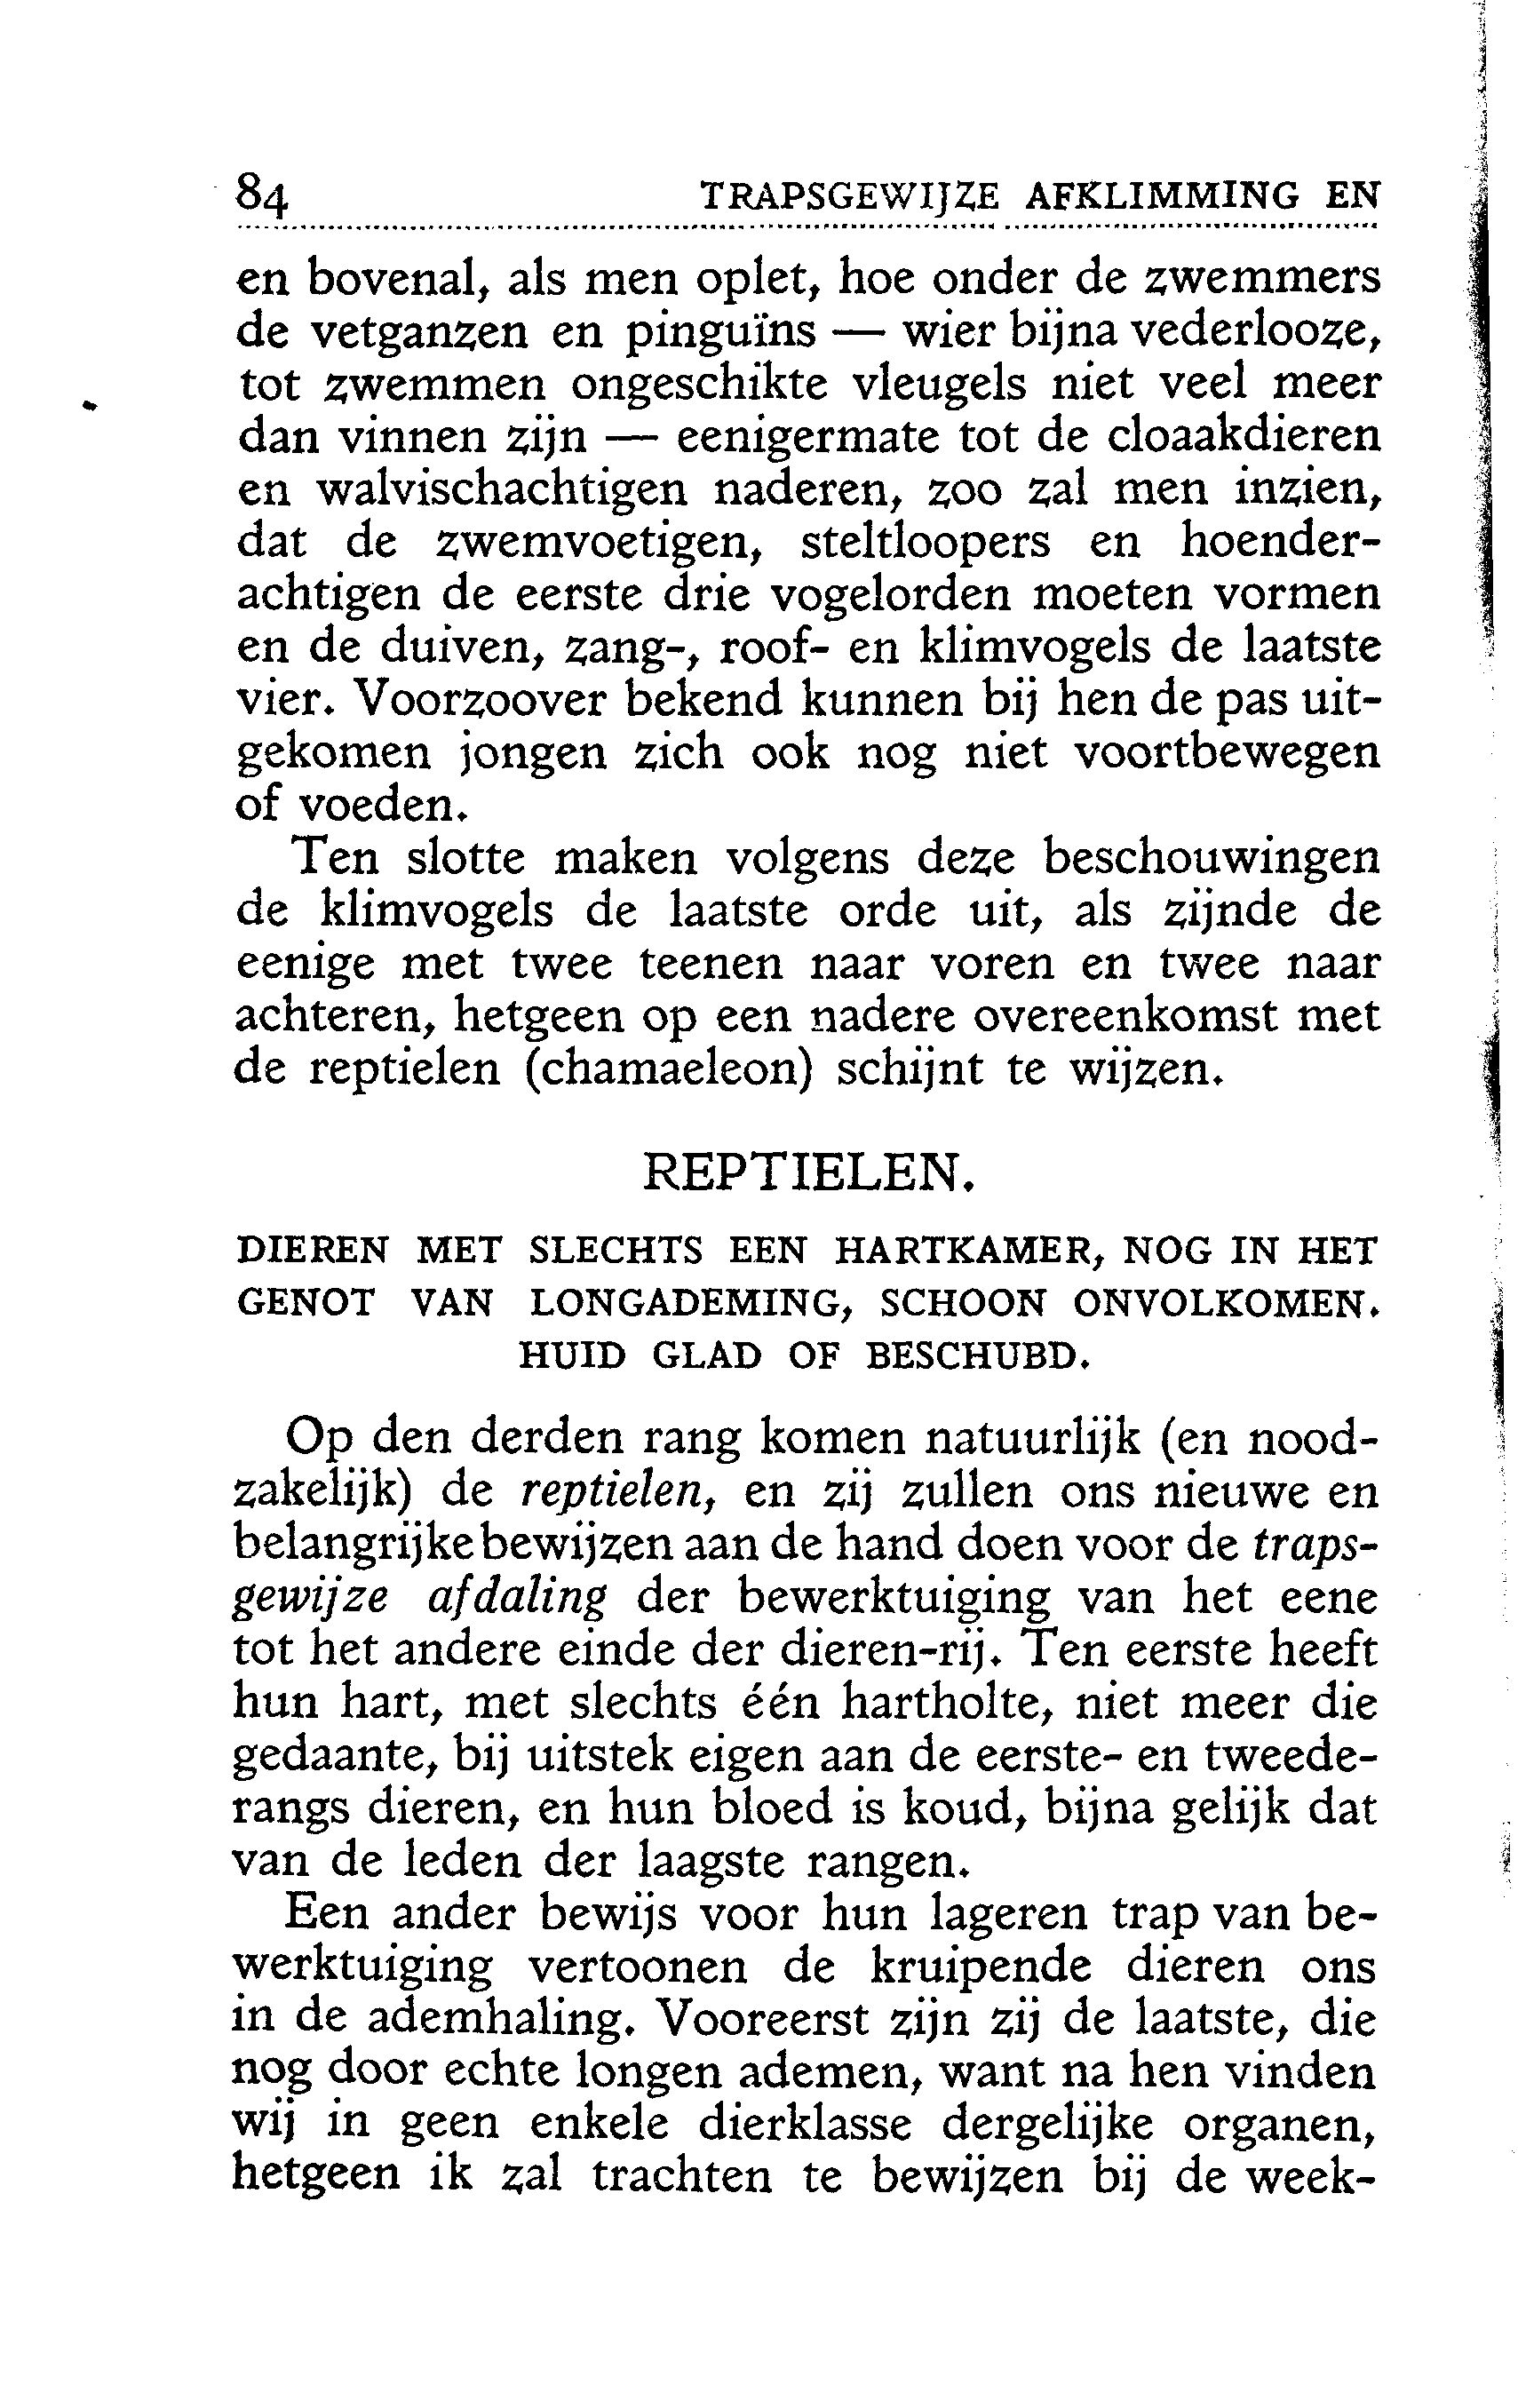 84 TRAPSGEWIJZE AFKLIMMING EN
en bovenal, als men oplet, hoe onder de zwemmers
de vetganzen en pinguïns — wier bijna vederlooze,
tot zwemmen ongeschikte vleugels niet veel meer
dan vinnen zijn — eenigermate tot de cloaakdieren
en walvischachtigen naderen, zoo zal men inzien,
dat de zwemvoetigen, steltloopers en hoender-
achtigen de eerste drie vogelorden moeten vormen
en de duiven, zang-, roof- en klimvogels de laatste
vier. Voorzoover bekend kunnen bij hen de pas uit-
gekomen jongen zich ook nog niet voortbewegen
of voeden.
Ten slotte maken volgens deze beschouwingen
de klimvogels de laatste orde uit, als zijnde de
eenige met twee teenen naar voren en twee naar
achteren, hetgeen op een nadere overeenkomst met
de reptielen (chamaeleon) schijnt te wijzen.
REPTIELEN.
DIEREN MET SLECHTS EEN HARTKAMER, NOG IN HET
GENOT VAN LONGADEMING, SCHOON ONVOLKOMEN.
HUID GLAD OF BESCHUBD.
Op den derden rang komen natuurlijk (en nood-
zakelijk) de reptielen, en zij zullen ons nieuwe en
belangrijke bewijzen aan de hand doen voor de traps-
gewijze afdaling der bewerktuiging van het eene
tot het andere einde der dieren-rij. Ten eerste heeft
hun hart, met slechts één hartholte, niet meer die
gedaante, bij uitstek eigen aan de eerste- en tweede-
rangs dieren, en hun bloed is koud, bijna gelijk dat
van de leden der laagste rangen.
Een ander bewijs voor hun lageren trap van be-
werktuiging vertoonen de kruipende dieren ons
in de ademhaling. Vooreerst zijn zij de laatste, die
nog door echte longen ademen, want na hen vinden
wij in geen enkele dierklasse dergelijke organen,
hetgeen ik zal trachten te bewijzen bij de week-